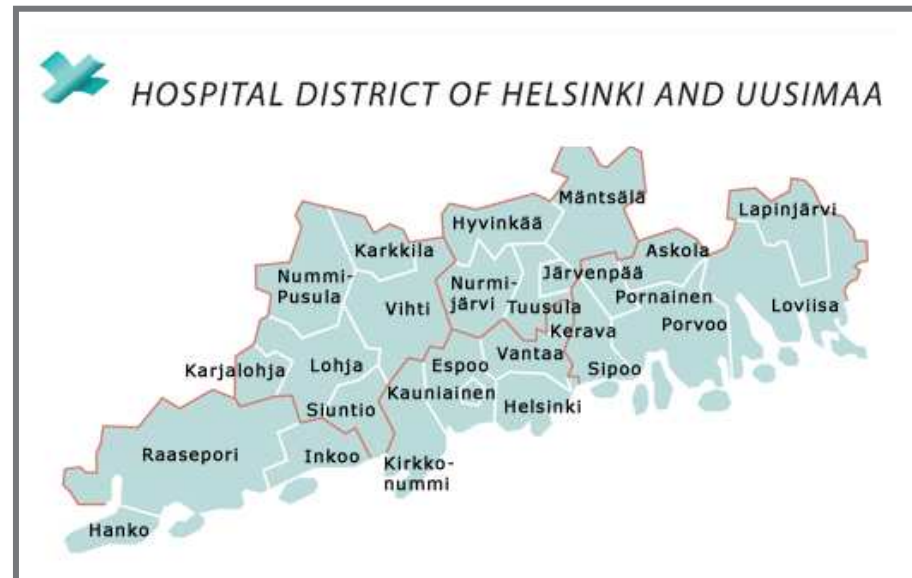 HOSPITAL DISTRICT OF HELSINKI AND UUSIMAA
Mäntsälä
Lapinjärvi
Hyvinkää
Karkkila
Askola
Nummi-
Pusula
Nurmi-
järvi
Järvenpää
Pornainen
Loviisa
Vihti
Tuusula
Kerava
Porvoo
Karjalohja
Lohja
Espoo
Vantaa
Sipoo
Kauniainen
Siuntio
Helsinki
Raasepori
Inkoo
Kirkko-
nummi
Hanko